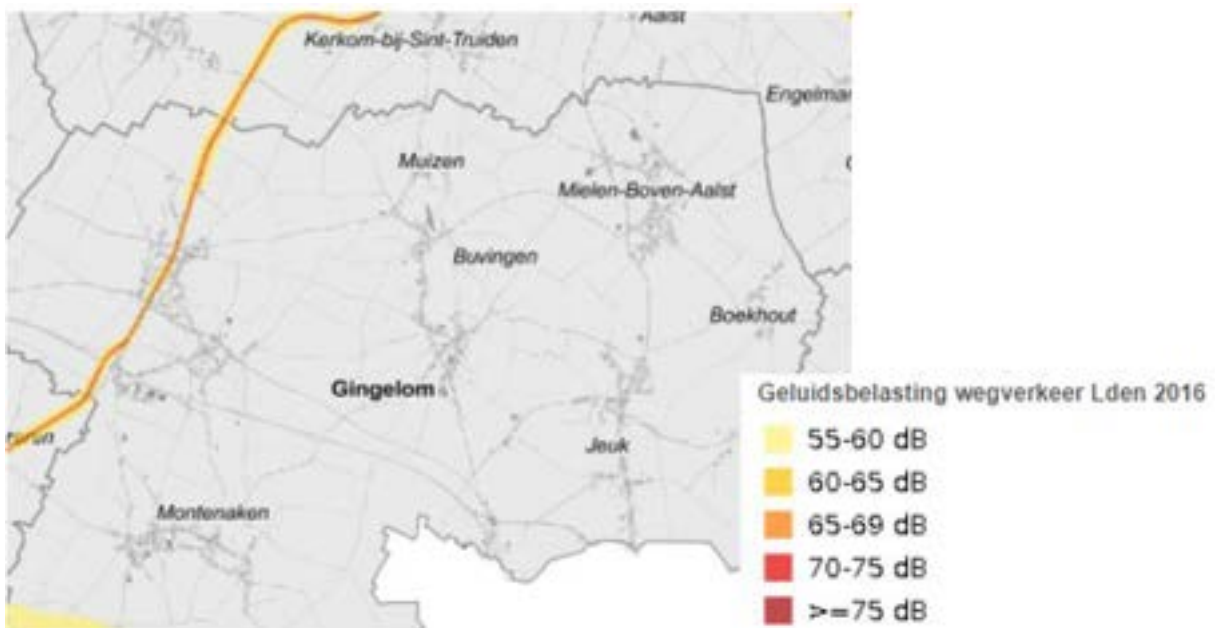 Aalst
Kerkom-bij-Sint-Truiden
Muizen
Mielen-Boven-Aalst
Buvingen
Boekhout
Gingelom
Jeuk
Montenaken
Geluidsbelasting wegverkeer Lden 2016
55-60 dB
60-65 dB
65-69 dB
70-75 dB
>=75 dB